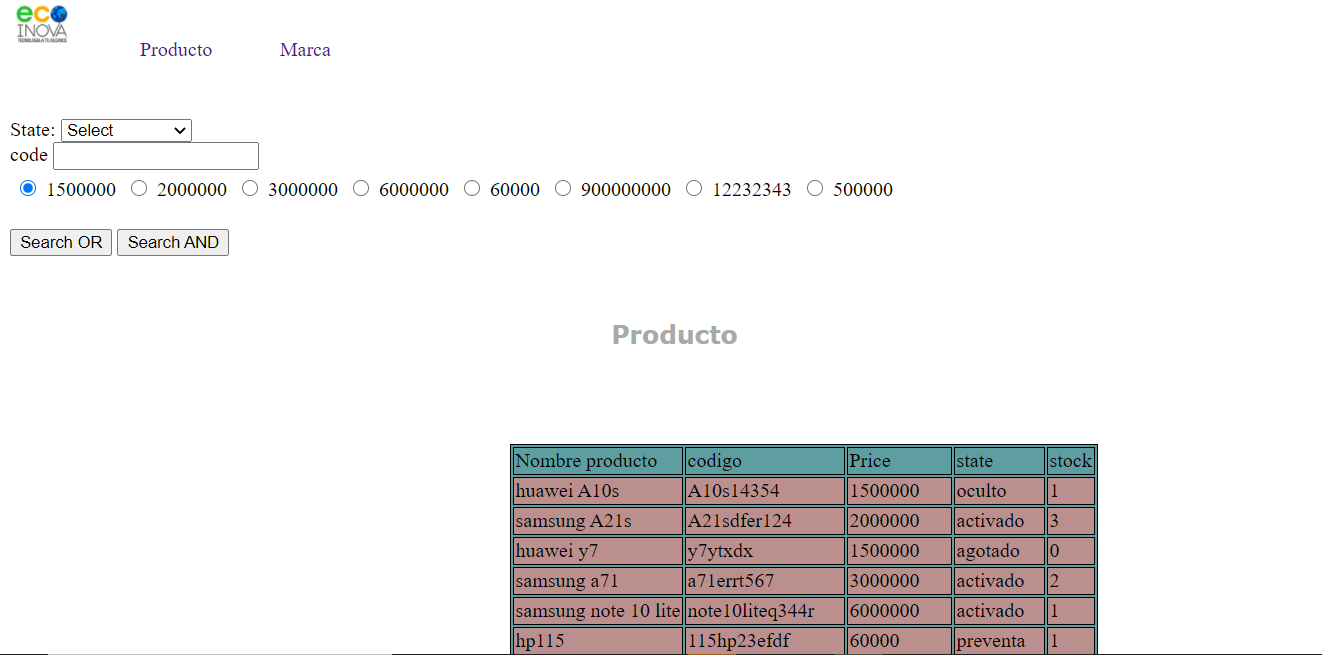 eco
INOVA
TECNOLOGIA A TU ALCANCE
Producto Marca
State: Select
code
1500000 2000000 3000000 6000000 60000 900000000 12232343 500000
Search OR Search AND
Producto
Nombre producto codigo Price state stock
huawei A10s A10s14354 1500000 oculto 1
samsung A21s A21sdfer124 2000000 activado 3
huawei y7 y7ytxdx 1500000 agotado 0
samsung a71 a71errt567 3000000 activado 2
samsung note 10 lite note10liteq344r 6000000 activado 1
hp115 115hp23efdf 60000 preventa 1